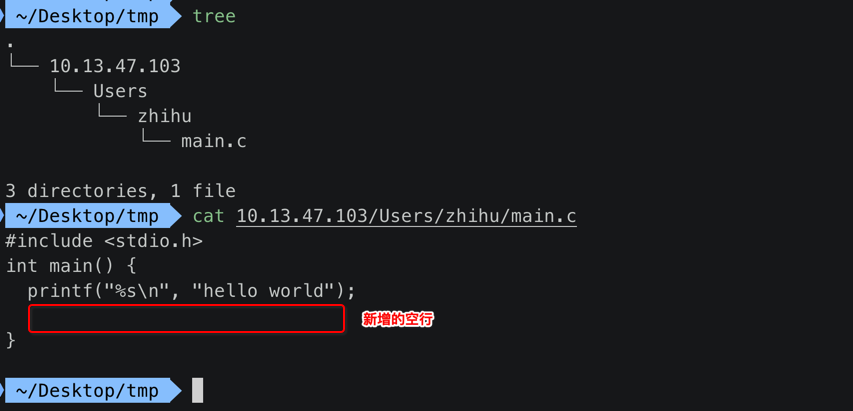 ~/Desktop/tmp tree
.
└── 10.13.47.103
    └── Users
        └── zhihu
            └── main.c
3 directories, 1 file
~/Desktop/tmp cat 10.13.47.103/Users/zhihu/main.c
#include <stdio.h>
int main() {
  printf("%s\n", "hello world");
新增的空行
}
~/Desktop/tmp